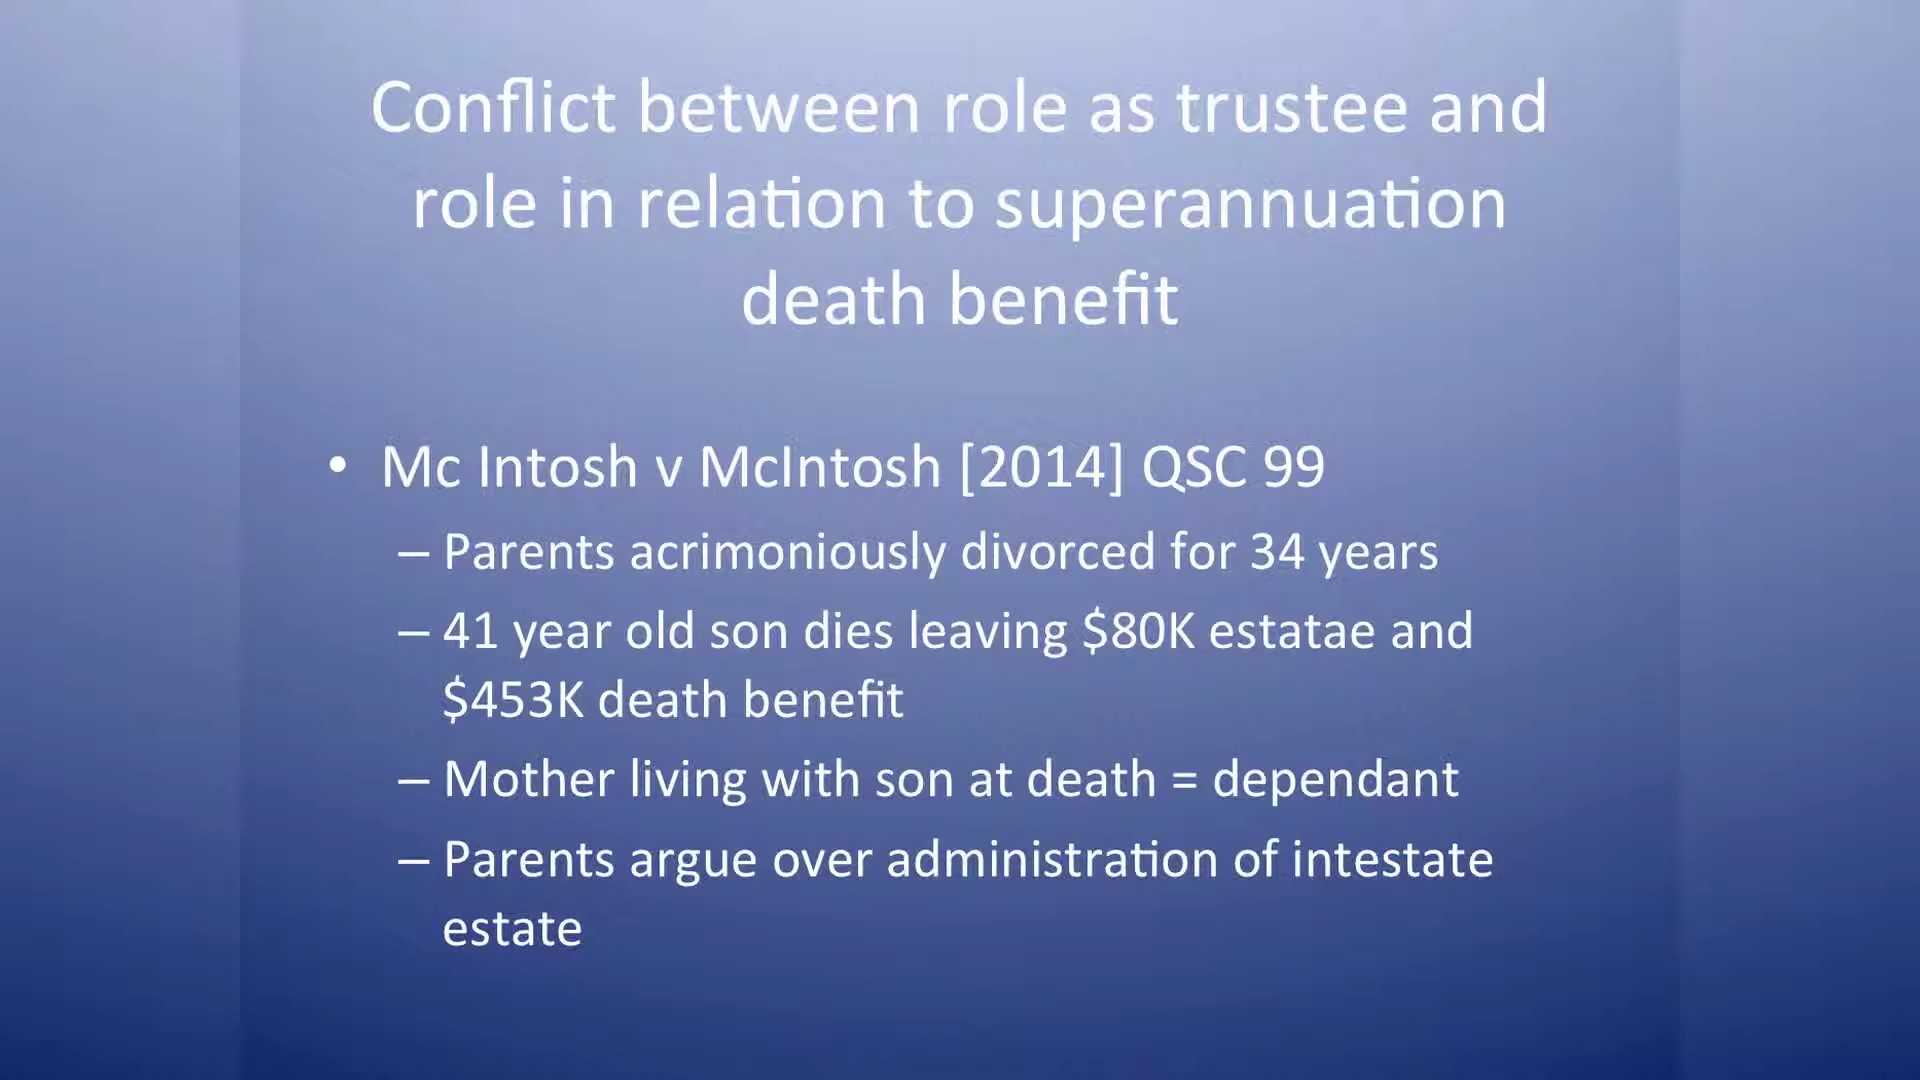 Conflict between role as trustee and
role in relation to superannuation
death benefit
• Mc Intosh v McIntosh [2014] QSC 99
– Parents acrimoniously divorced for 34 years
– 41 year old son dies leaving $80K estatae and
$453K death benefit
– Mother living with son at death = dependant
– Parents argue over administration of intestate
estate